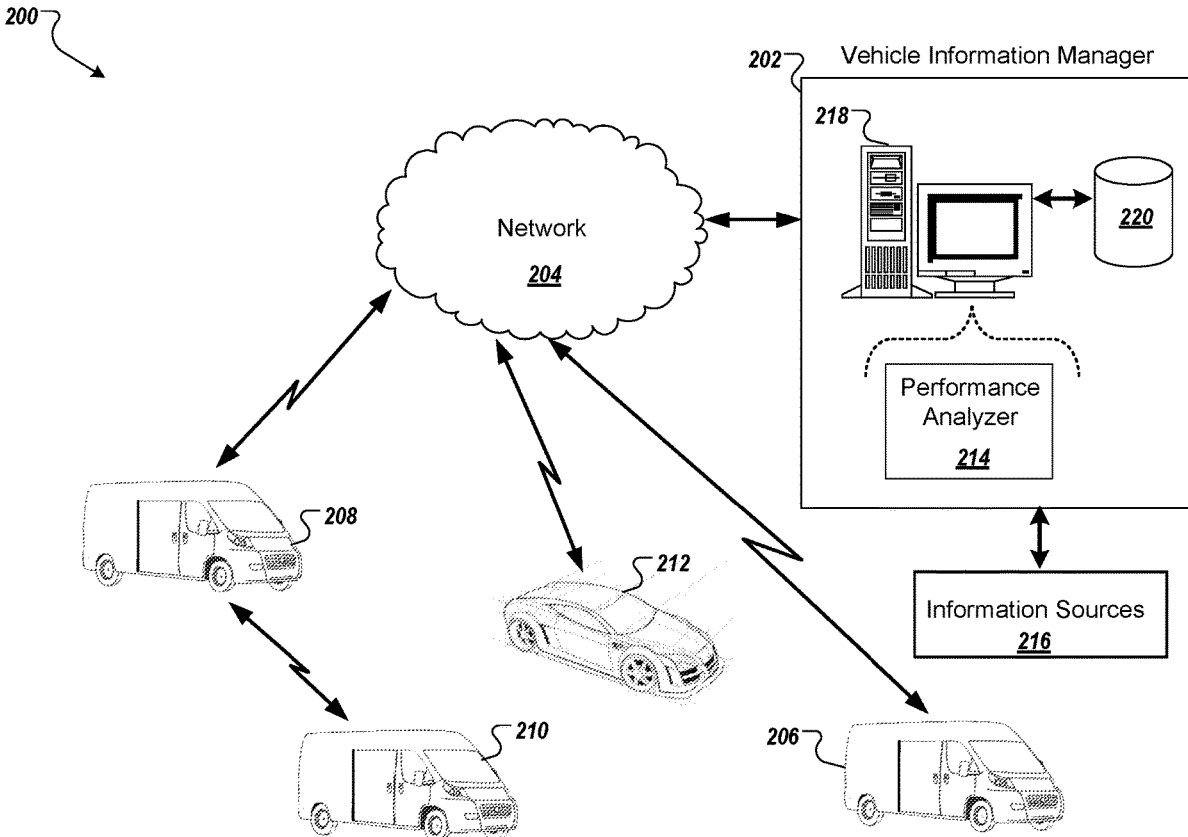 200
Vehicle Information Manager
202
218
220
Network
204
Performance
Analyzer
214
208
212
Information Sources
216
210
206